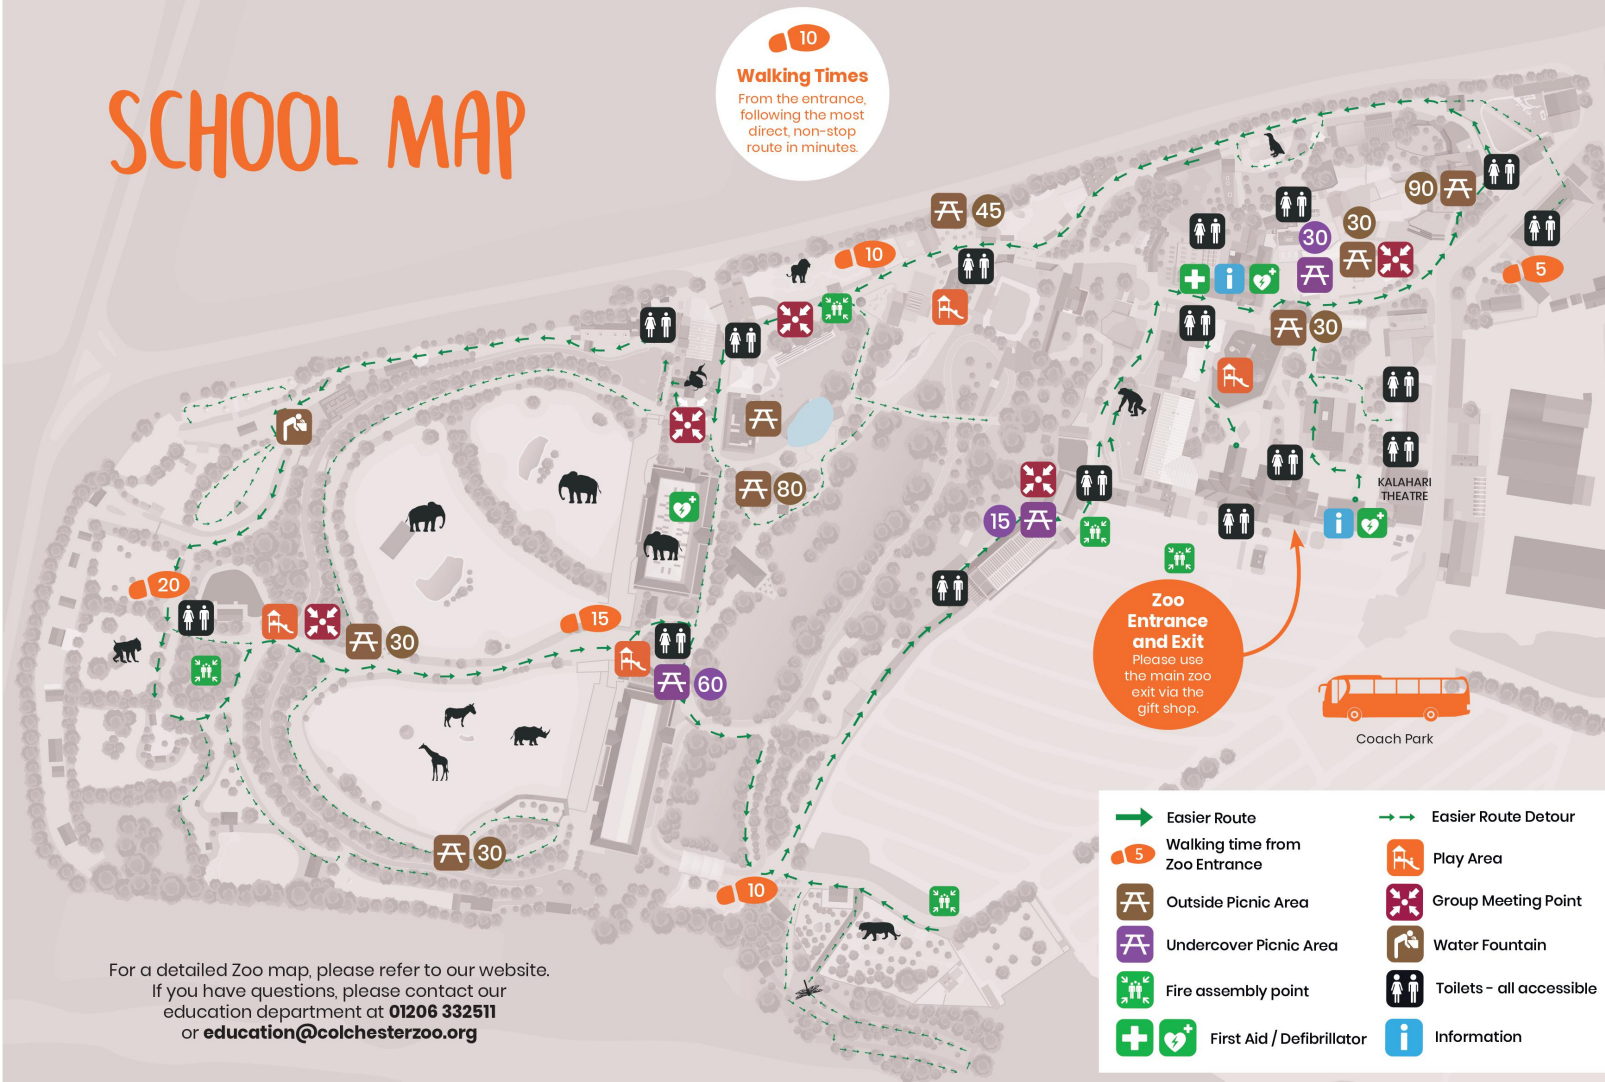 10
Walking Times
From the entrance,
following the most
direct, non-stop
route in minutes.
SCHOOL MAP
90
45
30
30
10
5
30
KALAHARI
THEATRE
80
15
20
15
30
60
Zoo
Entrance
and Exit
Please use
the main zoo
exit via the
gift shop.
Coach Park
30
10
Easier Route
Easier Route Detour
5
Walking time from
Zoo Entrance
Play Area
Outside Picnic Area
Group Meeting Point
Undercover Picnic Area
Water Fountain
Fire assembly point
Toilets - all accessible
First Aid / Defibrillator
i
Information
For a detailed Zoo map, please refer to our website.
If you have questions, please contact our
education department at 01206 332511
or education@colchesterzoo.org